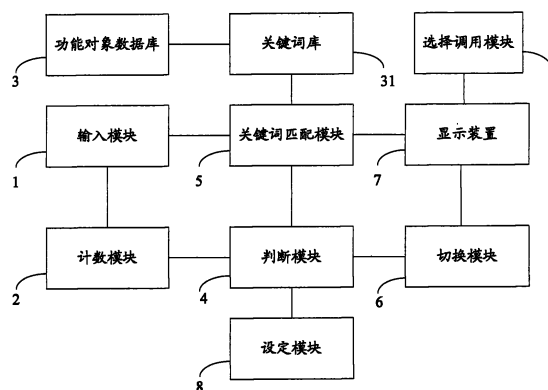 功能对象数据库
关键词库
选择调用模块
3
31
输入模块
关键词匹配模块
显示装置
1
5
7
计数模块
判断模块
切换模块
2
4
6
设定模块
8